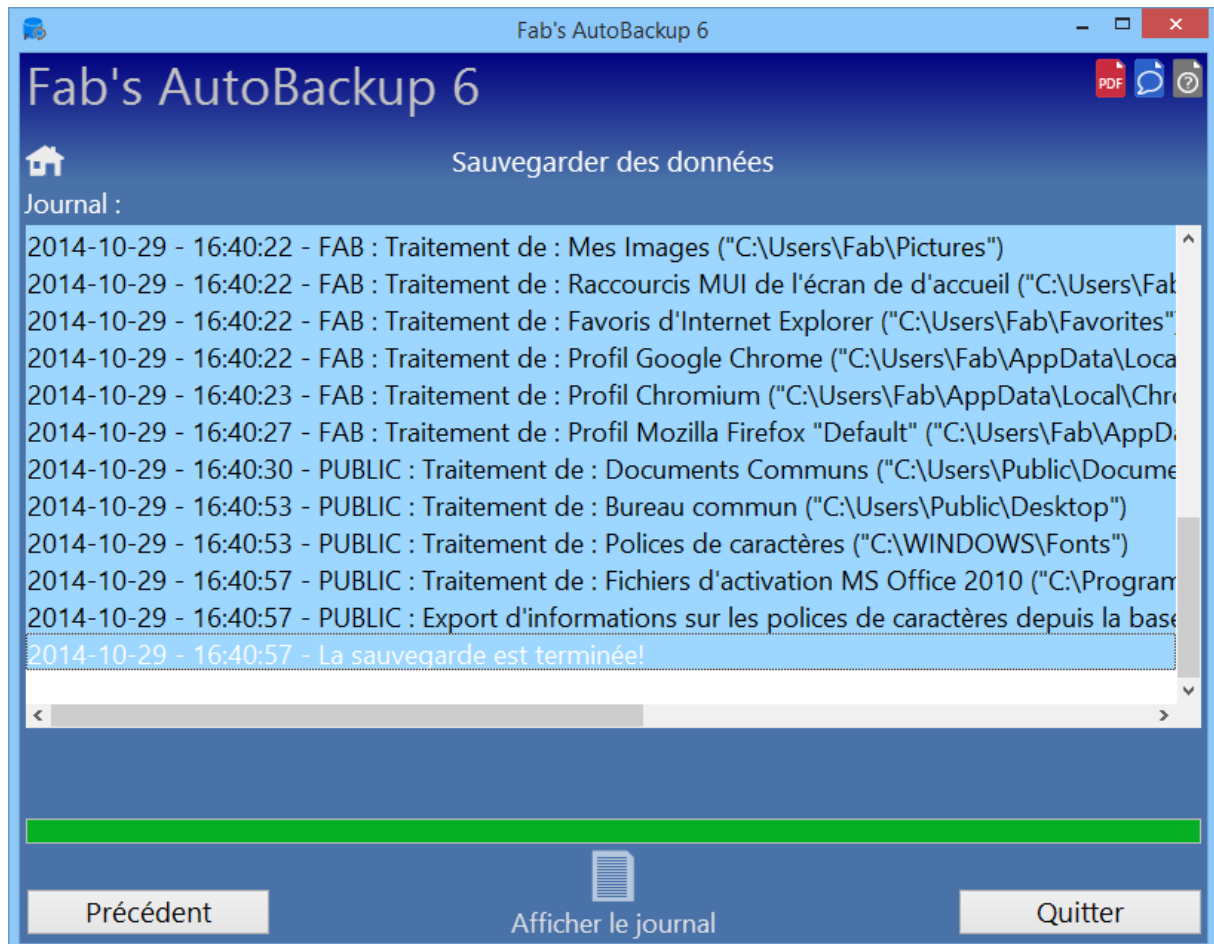 Fab's AutoBackup 6
Fab's AutoBackup 6
PDF
?
Sauvegarder des données
Journal :
2014-10-29 - 16:40:22 - FAB : Traitement de : Mes Images ("C:\Users\Fab\Pictures")
2014-10-29 - 16:40:22 - FAB : Traitement de : Raccourcis MUI de l'écran de d'accueil ("C:\Users\Fab
2014-10-29 - 16:40:22 - FAB : Traitement de : Favoris d'Internet Explorer ("C:\Users\Fab\Favorites")
2014-10-29 - 16:40:22 - FAB : Traitement de : Profil Google Chrome ("C:\Users\Fab\AppData\Loca
2014-10-29 - 16:40:23 - FAB : Traitement de : Profil Chromium ("C:\Users\Fab\AppData\Local\Chr
2014-10-29 - 16:40:27 - FAB : Traitement de : Profil Mozilla Firefox "Default" ("C:\Users\Fab\AppD
2014-10-29 - 16:40:30 - PUBLIC : Traitement de : Documents Communs ("C:\Users\Public\Docume
2014-10-29 - 16:40:53 - PUBLIC : Traitement de : Bureau commun ("C:\Users\Public\Desktop")
2014-10-29 - 16:40:53 - PUBLIC : Traitement de : Polices de caractères ("C:\WINDOWS\Fonts")
2014-10-29 - 16:40:57 - PUBLIC : Traitement de : Fichiers d'activation MS Office 2010 ("C:\Program
2014-10-29 - 16:40:57 - PUBLIC : Export d'informations sur les polices de caractères depuis la base
2014-10-29 - 16:40:57 - La sauvegarde est terminée!
Précédent
Afficher le journal
Quitter